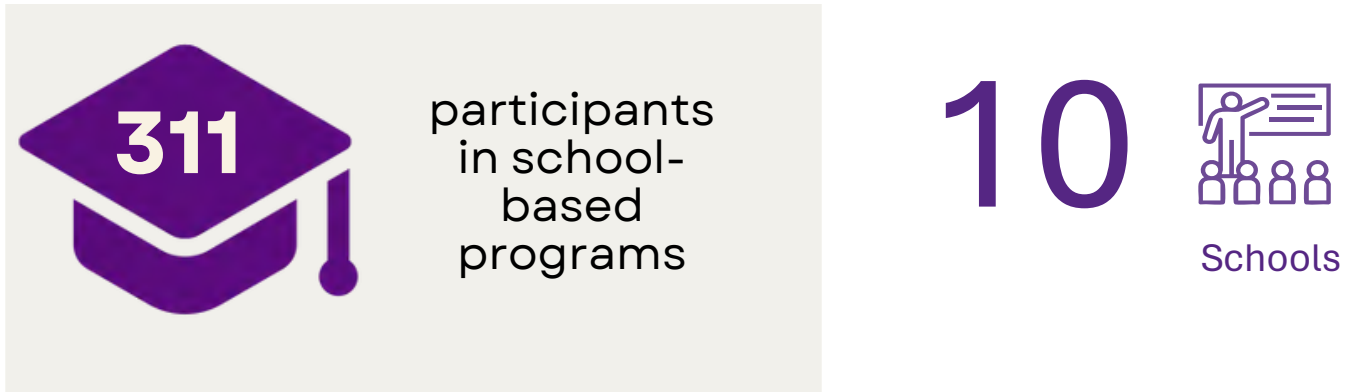 311
participants
in school-
based
programs
10
Schools